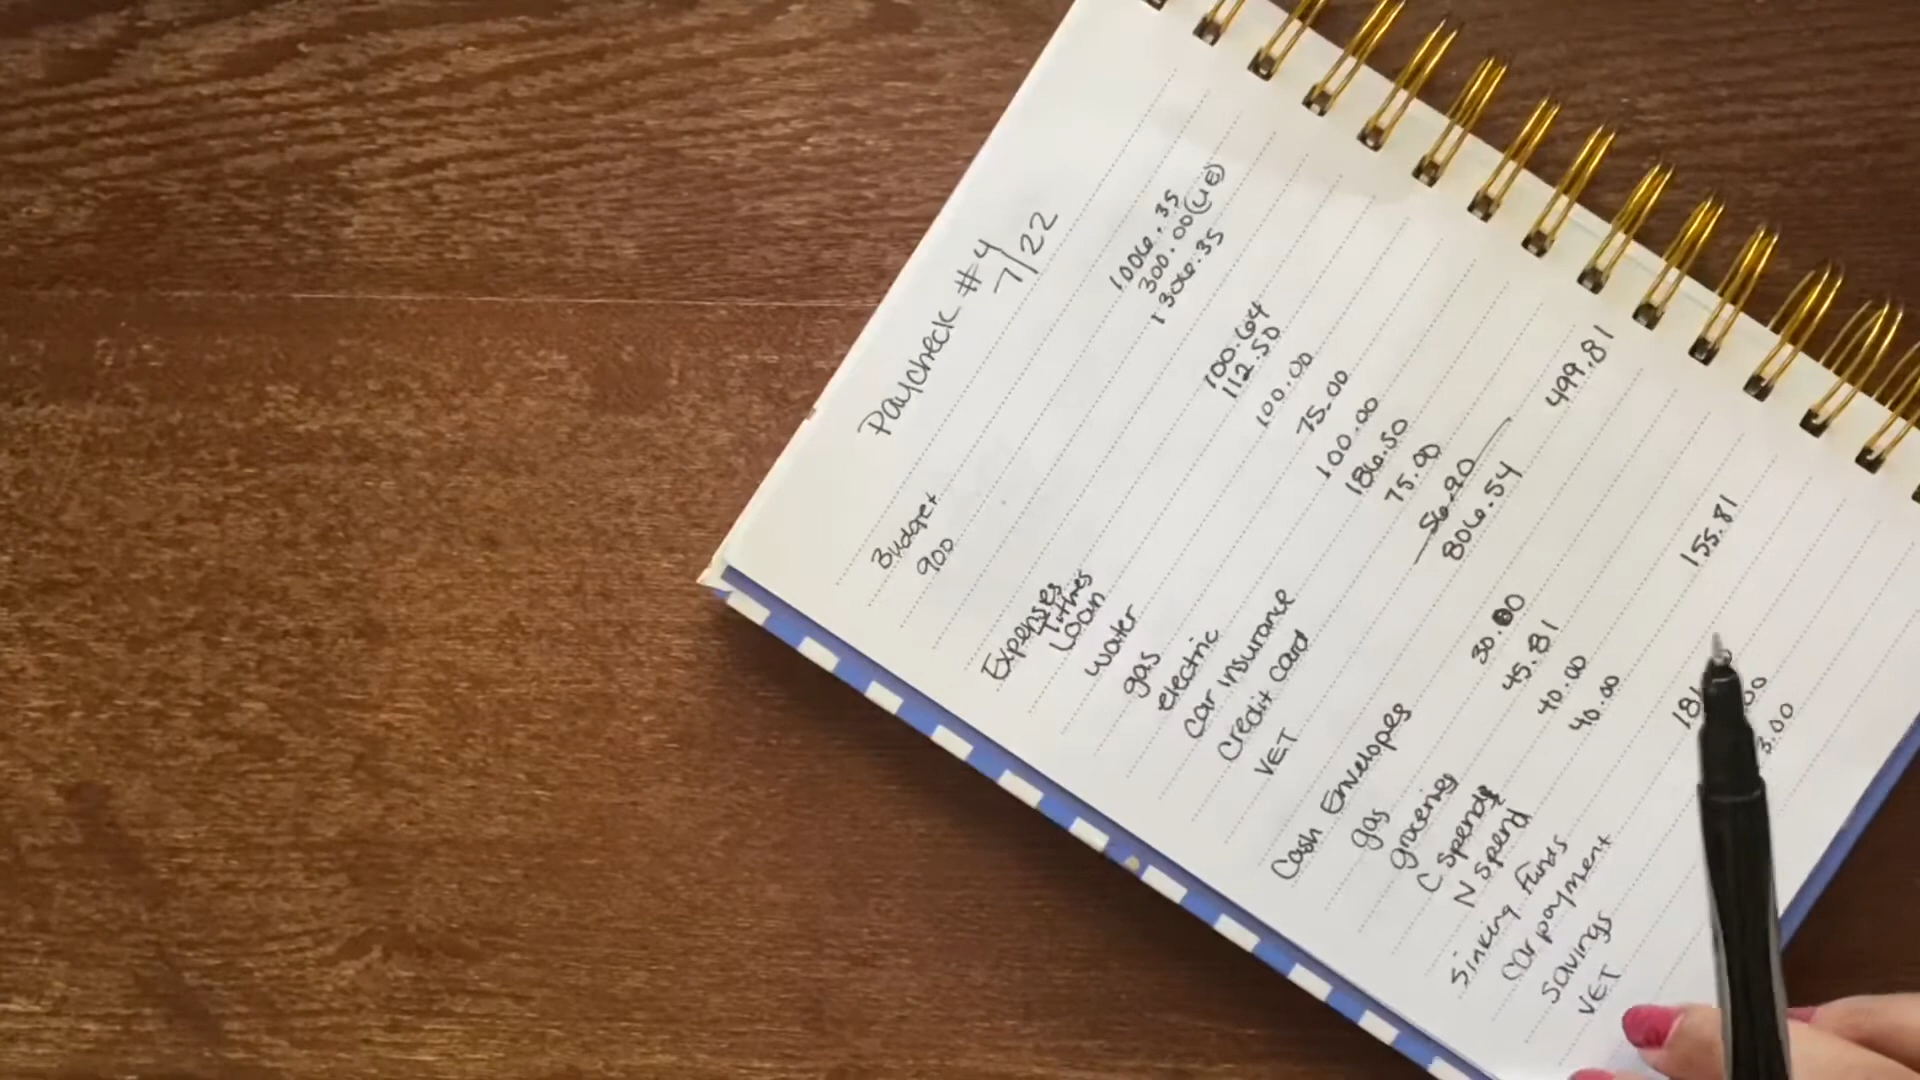 Paycheck #4
7/22
Budget
900 1006.35
300.00 (UE)
1306.35
Expenses
Tithes 100.64
Loan 112.50
water 100.00
gas 75.00
electric 100.00
car insurance 186.50
credit card 75.00
VET 56.90
806.54 499.81
Cash Envelopes
gas 30.00
groceries 45.81
C spend 40.00
N spend 40.00 155.81
sinking funds
car payment
savings
VET